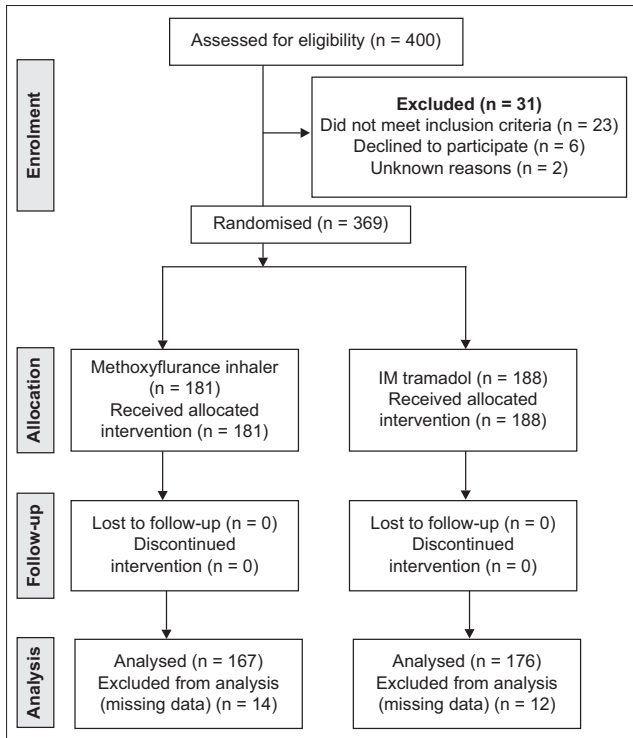 Assessed for eligibility (n = 400)
Enrolment
Excluded (n = 31)
Did not meet inclusion criteria (n = 23)
Declined to participate (n = 6)
Unknown reasons (n = 2)
Randomised (n = 369)
Allocation
Methoxyflurance inhaler
(n = 181)
Received allocated
intervention (n = 181)
IM tramadol (n = 188)
Received allocated
intervention (n = 188)
Follow-up
Lost to follow-up (n = 0)
Discontinued
intervention (n = 0)
Lost to follow-up (n = 0)
Discontinued
intervention (n = 0)
Analysis
Analysed (n = 167)
Excluded from analysis
(missing data) (n = 14)
Analysed (n = 176)
Excluded from analysis
(missing data) (n = 12)